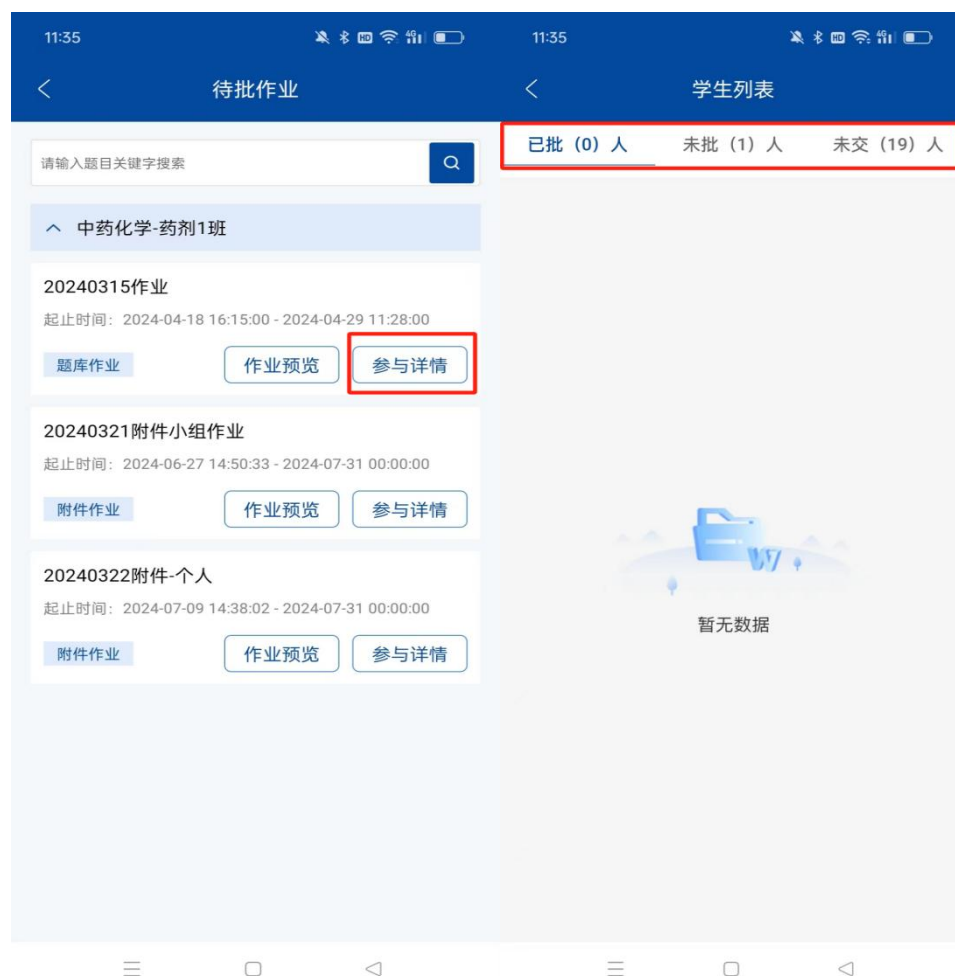 11:35
待批作业
请输入题目关键字搜索
中药化学-药剂1班
20240315作业
起止时间：2024-04-18 16:15:00 - 2024-04-29 11:28:00
题库作业 作业预览 参与详情
20240321附件小组作业
起止时间：2024-06-27 14:50:33 - 2024-07-31 00:00:00
附件作业 作业预览 参与详情
20240322附件-个人
起止时间：2024-07-09 14:38:02 - 2024-07-31 00:00:00
附件作业 作业预览 参与详情
11:35
学生列表
已批（0）人 未批（1）人 未交（19）人
W
暂无数据